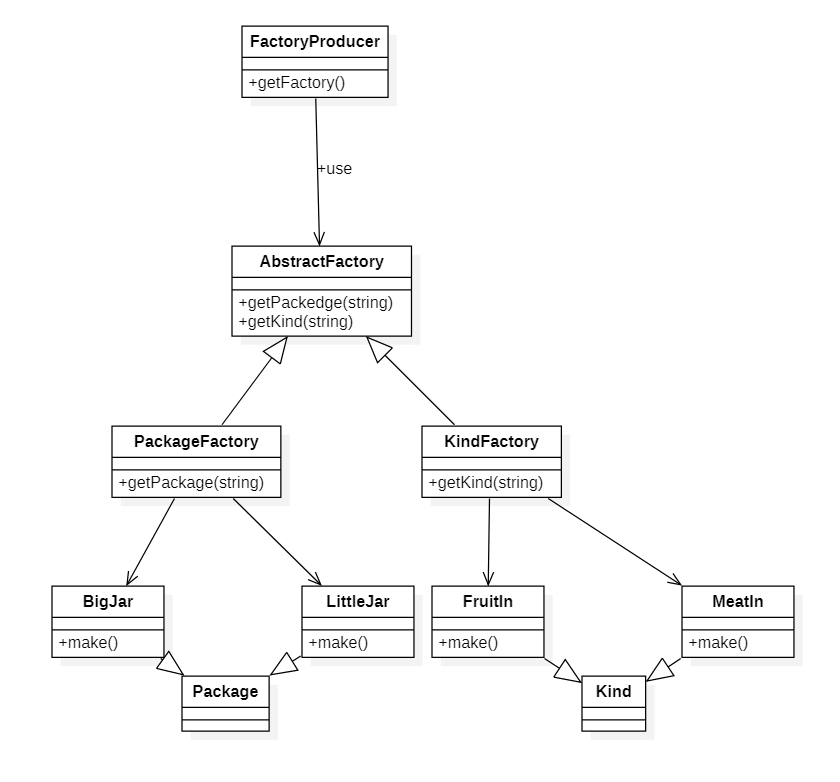 FactoryProducer
+getFactory()
+use
AbstractFactory
+getPackedge(string)
+getKind(string)
PackageFactory
+getPackage(string)
KindFactory
+getKind(string)
BigJar
+make()
LittleJar
+make()
FruitIn
+make()
MeatIn
+make()
Package
Kind